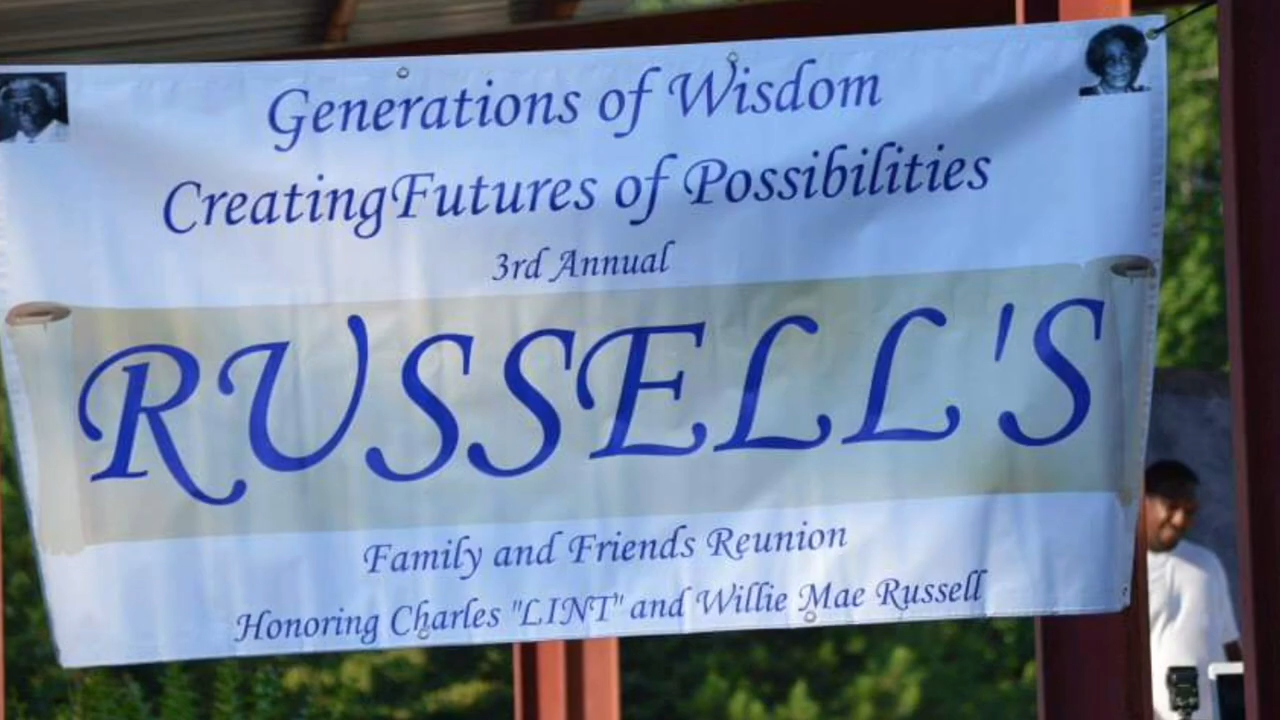 Generations of Wisdom
CreatingFutures of Possibilities
3rd Annual
RUSSELL'S
Family and Friends Reunion
Honoring Charles "LINT" and Willie Mae Russell